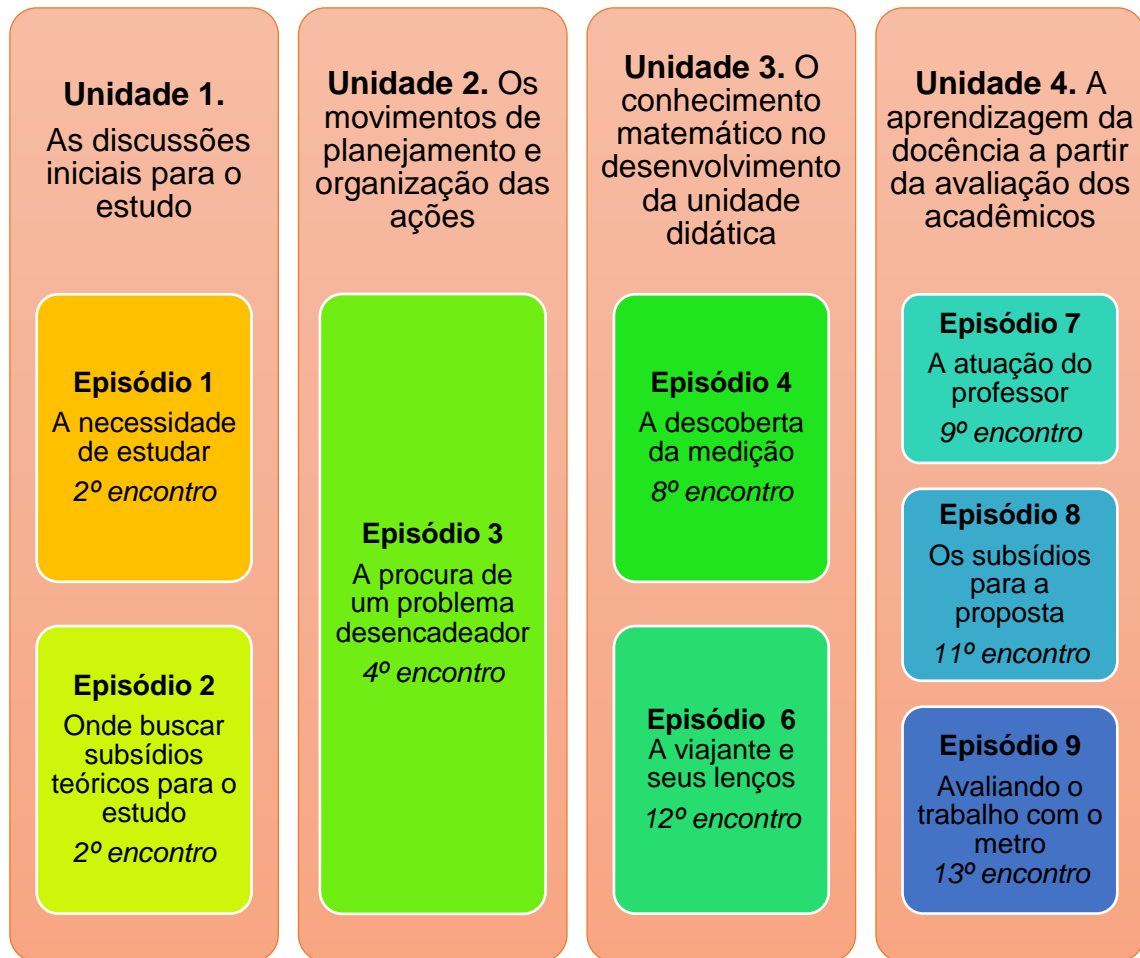 Unidade 1.
As discussões
iniciais para o
estudo
Episódio 1
A necessidade
de estudar
2º encontro
Episódio 2
Onde buscar
subsídios
teóricos para o
estudo
2º encontro
Unidade 2. Os
movimentos de
planejamento e
organização das
ações
Episódio 3
A procura de
um problema
desencadeador
4º encontro
Unidade 3. O
conhecimento
matemático no
desenvolvimento
da unidade
didática
Episódio 4
A descoberta
da medição
8º encontro
Episódio 6
A viajante e
seus lenços
12º encontro
Unidade 4. A
aprendizagem da
docência a partir
da avaliação dos
acadêmicos
Episódio 7
A atuação do
professor
9º encontro
Episódio 8
Os subsídios
para a
proposta
11º encontro
Episódio 9
Avaliando o
trabalho com o
metro
13º encontro